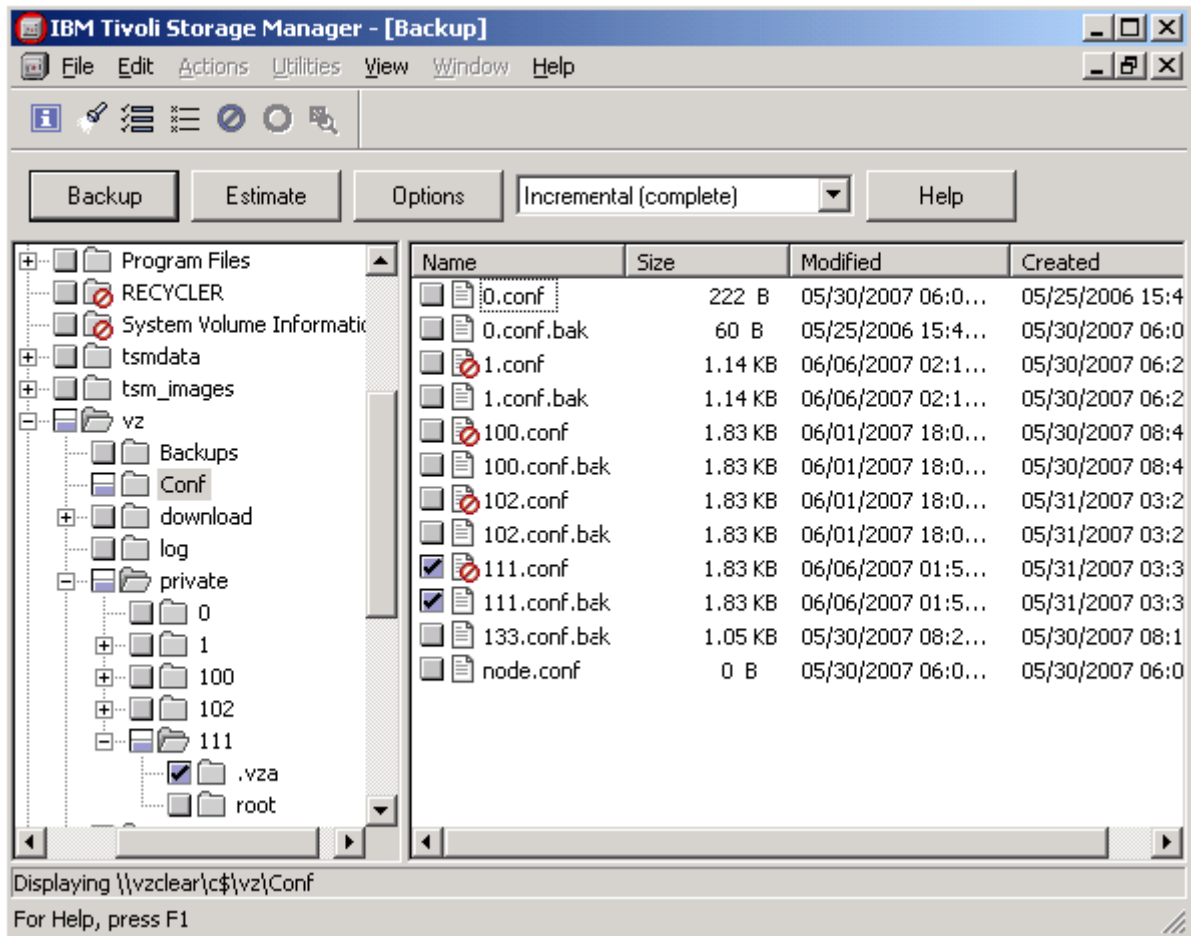 IBM Tivoli Storage Manager - [Backup]
File Edit Actions Utilities View Window Help
Backup Estimate Options Incremental (complete) Help
Program Files
RECYCLER
System Volume Informatic
tsmdata
tsm_images
vz
Backups
Conf
download
log
private
0
1
100
102
111
.vza
root
Name Size Modified Created
0.conf 222 B 05/30/2007 06:0... 05/25/2006 15:4
0.conf.bak 60 B 05/25/2006 15:4... 05/30/2007 06:0
1.conf 1.14 KB 06/06/2007 02:1... 05/30/2007 06:2
1.conf.bak 1.14 KB 06/06/2007 02:1... 05/30/2007 06:2
100.conf 1.83 KB 06/01/2007 18:0... 05/30/2007 08:4
100.conf.bak 1.83 KB 06/01/2007 18:0... 05/30/2007 08:4
102.conf 1.83 KB 06/01/2007 18:0... 05/31/2007 03:2
102.conf.bak 1.83 KB 06/01/2007 18:0... 05/31/2007 03:2
111.conf 1.83 KB 06/06/2007 01:5... 05/31/2007 03:3
111.conf.bak 1.83 KB 06/06/2007 01:5... 05/31/2007 03:3
133.conf.bak 1.05 KB 05/30/2007 08:2... 05/30/2007 08:1
node.conf 0 B 05/30/2007 06:0... 05/30/2007 06:0
Displaying \\vzclear\c$\vz\Conf
For Help, press F1